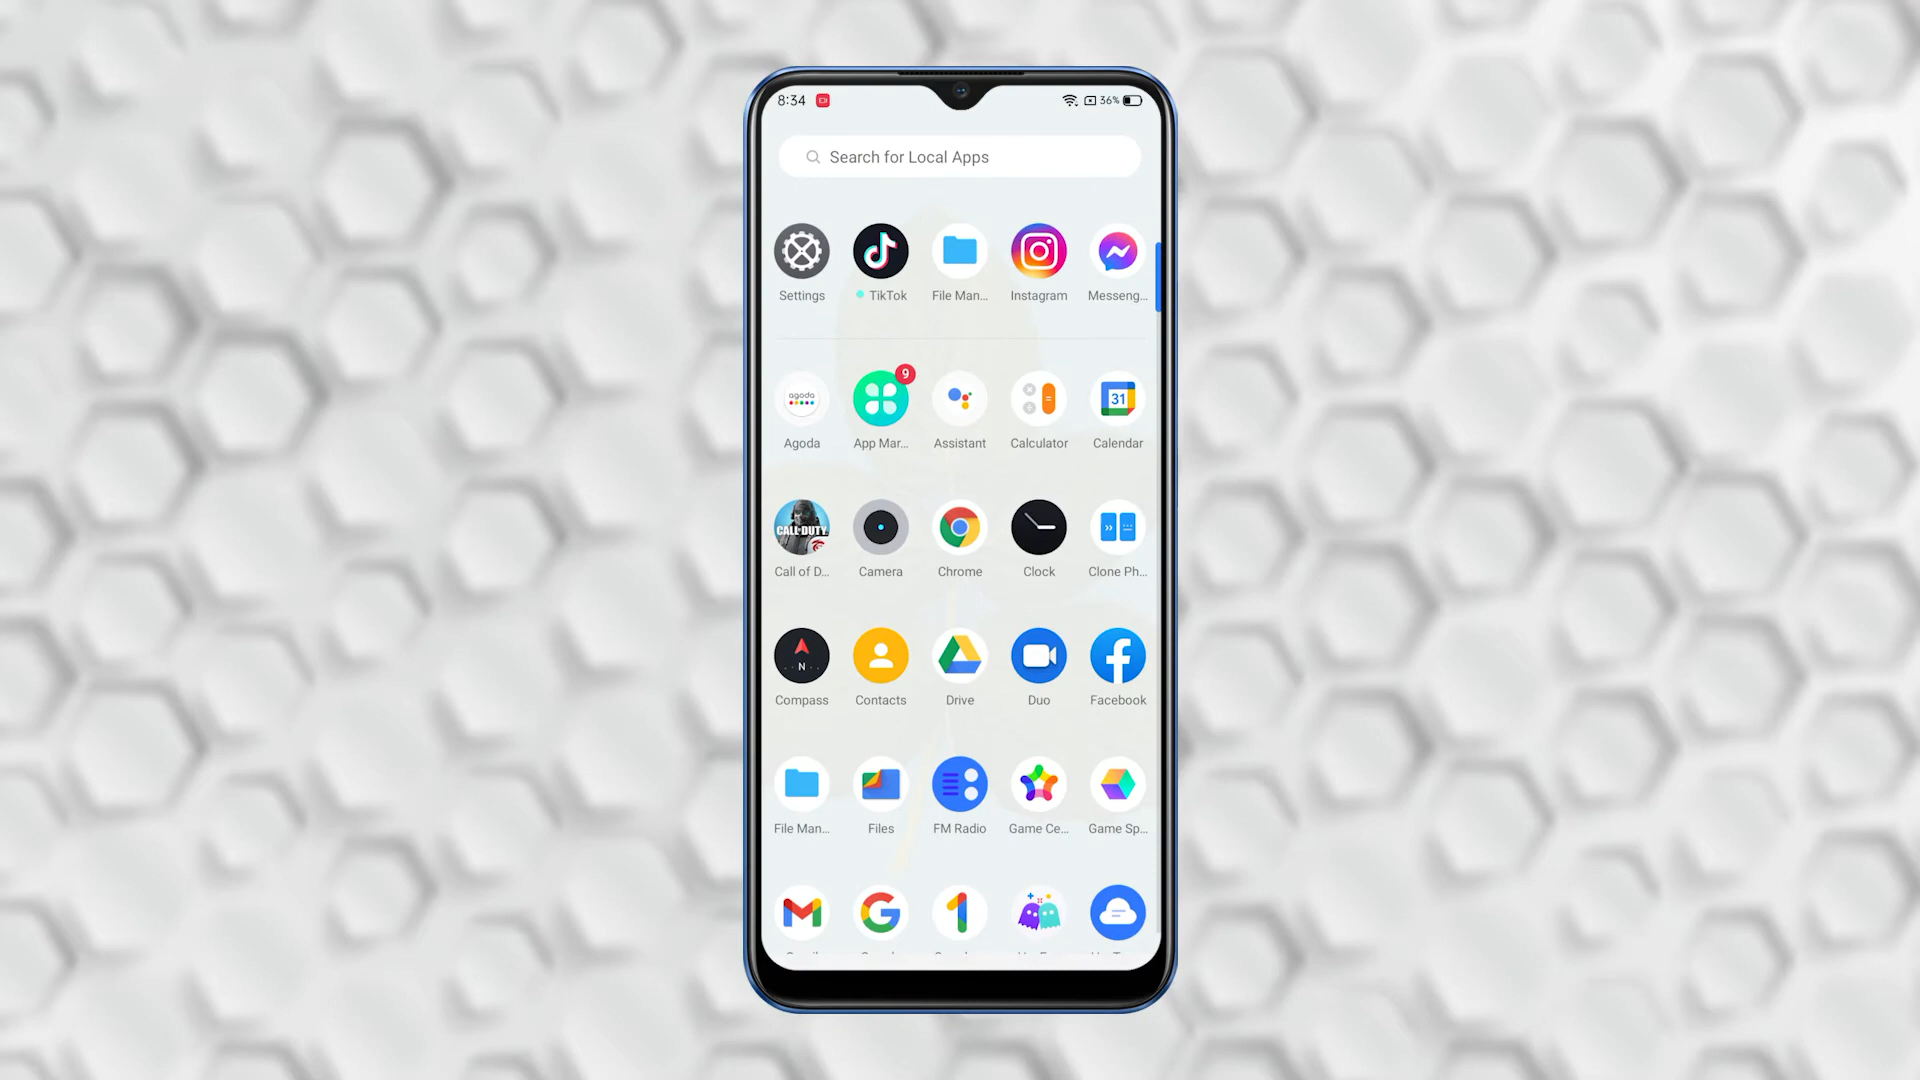 8:34 36%
Search for Local Apps
Settings TikTok File Man... Instagram Messeng...
agoda 9 31
Agoda App Mar... Assistant Calculator Calendar
CALL OF DUTY
Call of D... Camera Chrome Clock Clone Ph...
N
Compass Contacts Drive Duo Facebook
File Man... Files FM Radio Game Ce... Game Sp...